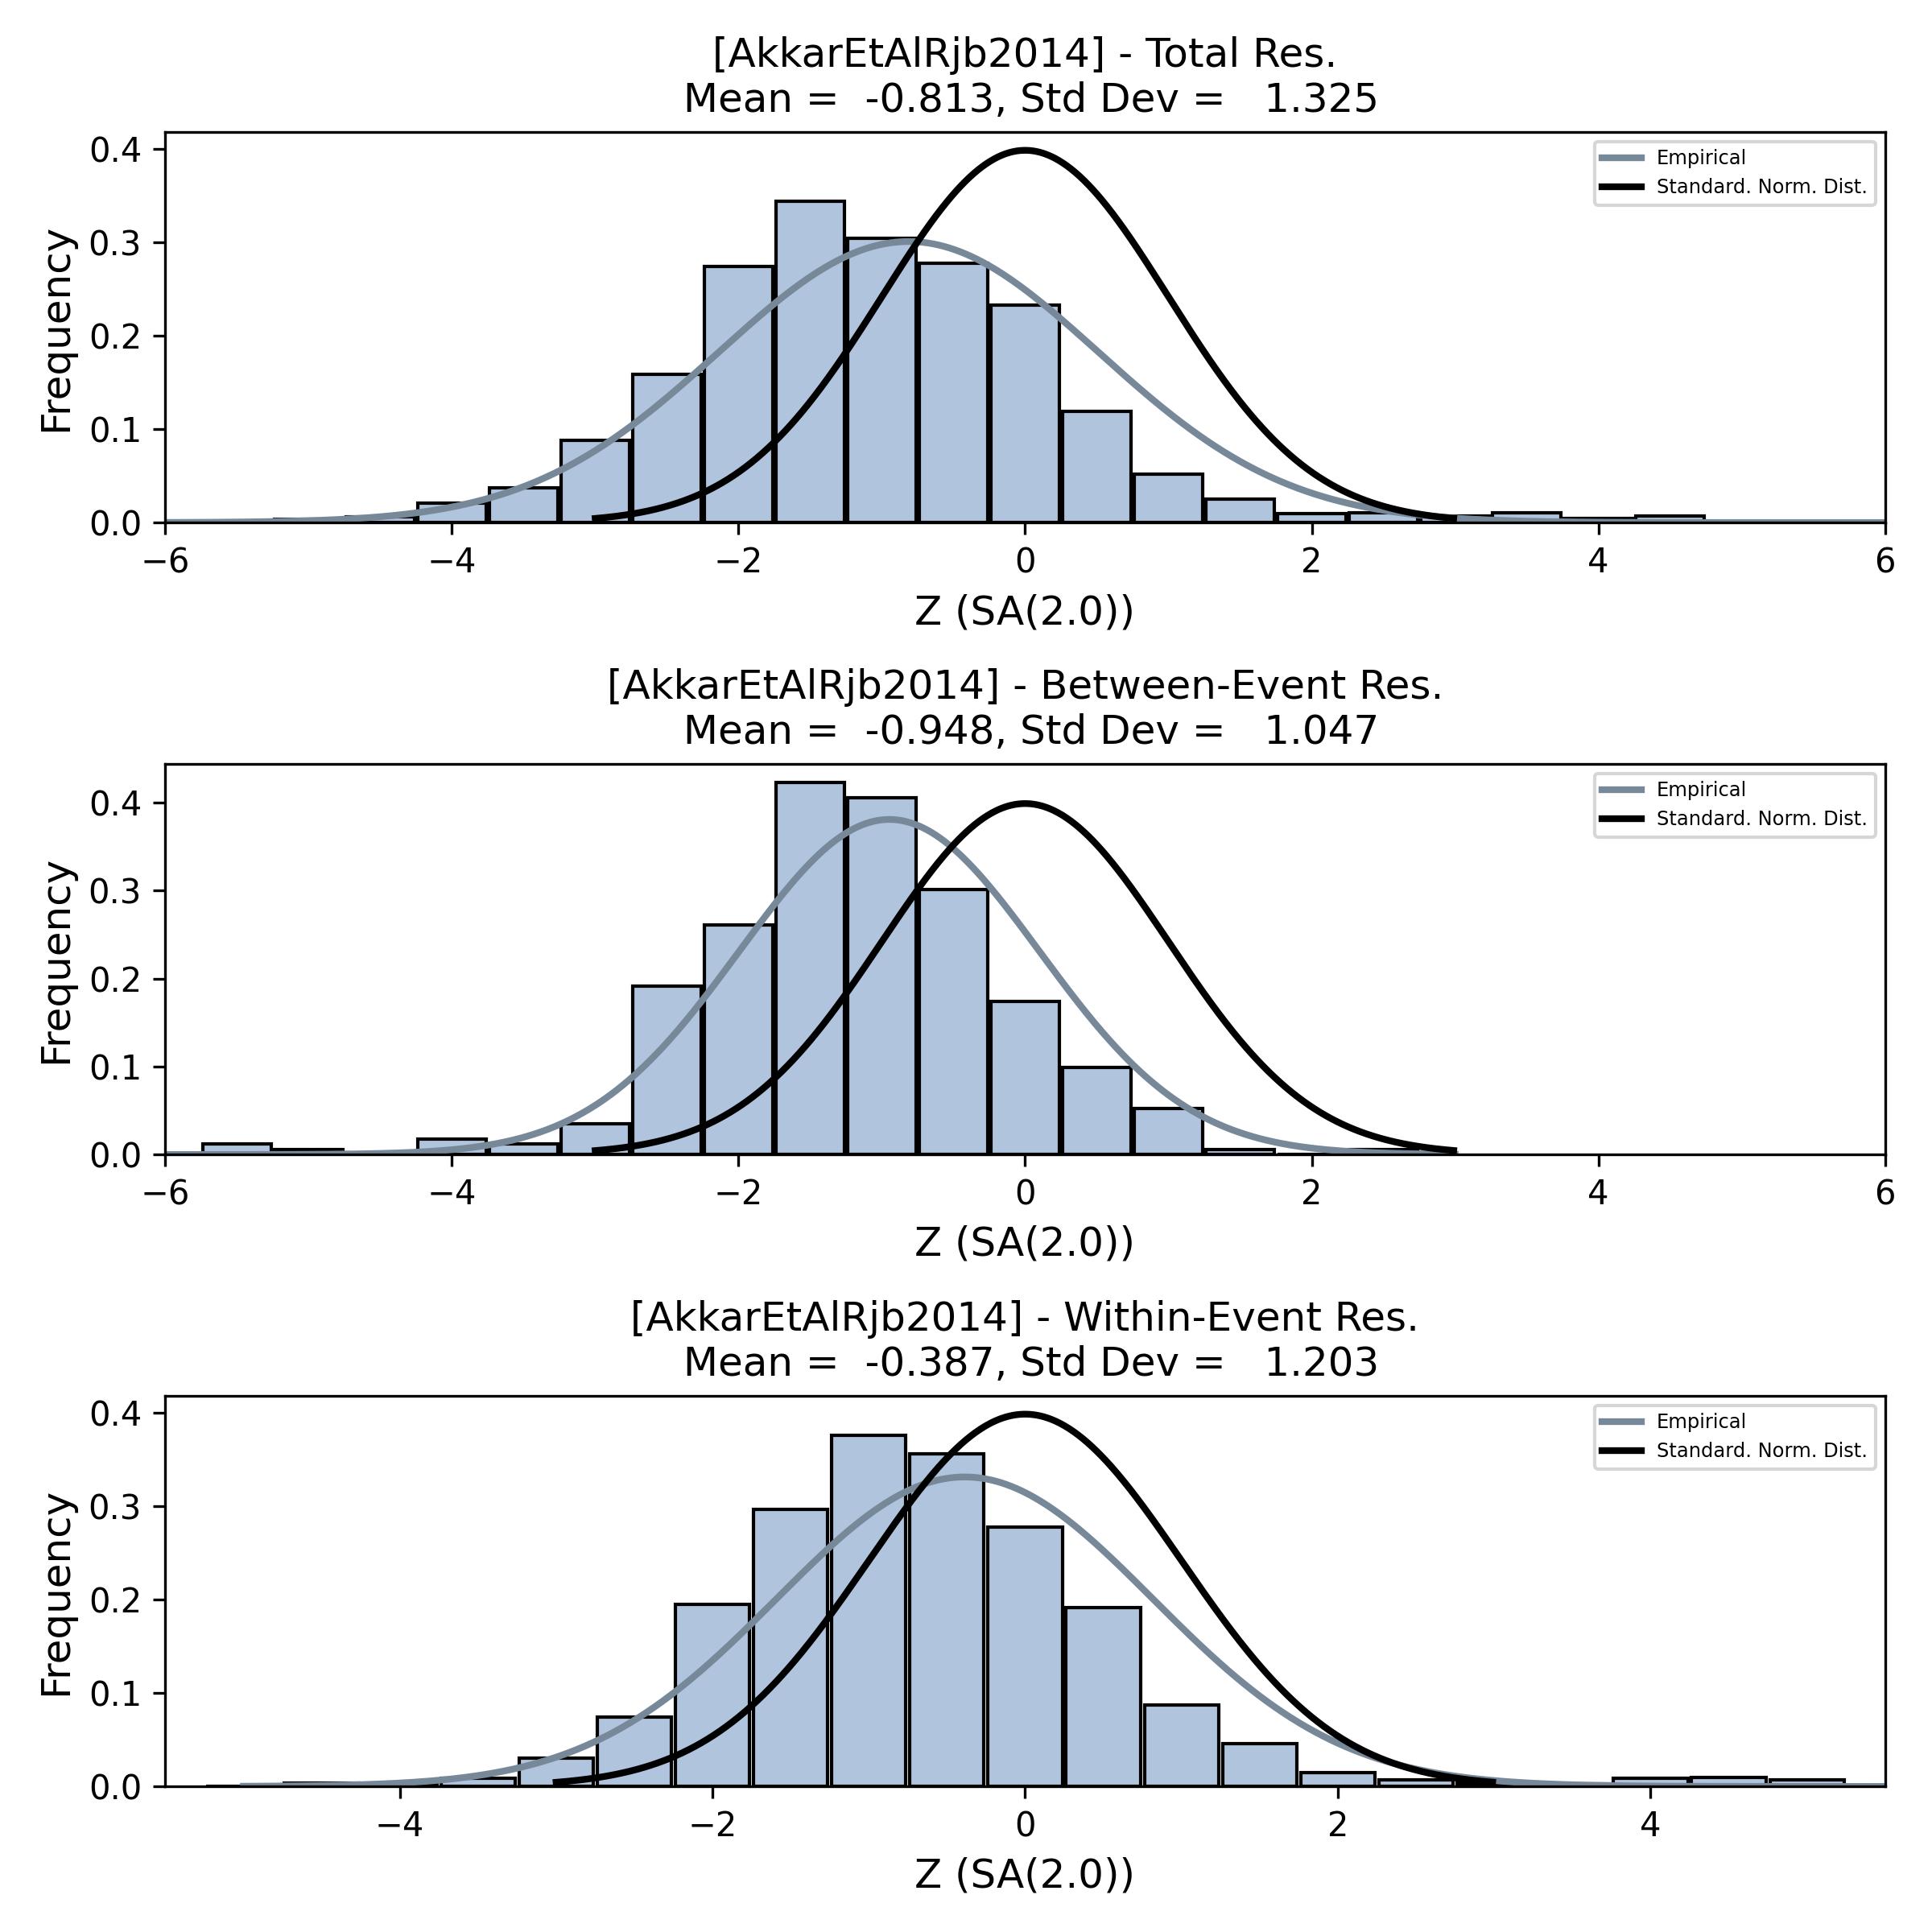 [AkkarEtAlRjb2014] - Total Res.
Mean =  -0.813, Std Dev =   1.325
Frequency
0.4
0.3
0.2
0.1
0.0
Empirical
Standard. Norm. Dist.
−6 −4 −2 0 2 4 6
Z (SA(2.0))
[AkkarEtAlRjb2014] - Between-Event Res.
Mean =  -0.948, Std Dev =   1.047
Frequency
0.4
0.3
0.2
0.1
0.0
Empirical
Standard. Norm. Dist.
−6 −4 −2 0 2 4 6
Z (SA(2.0))
[AkkarEtAlRjb2014] - Within-Event Res.
Mean =  -0.387, Std Dev =   1.203
Frequency
0.4
0.3
0.2
0.1
0.0
Empirical
Standard. Norm. Dist.
−4 −2 0 2 4
Z (SA(2.0))